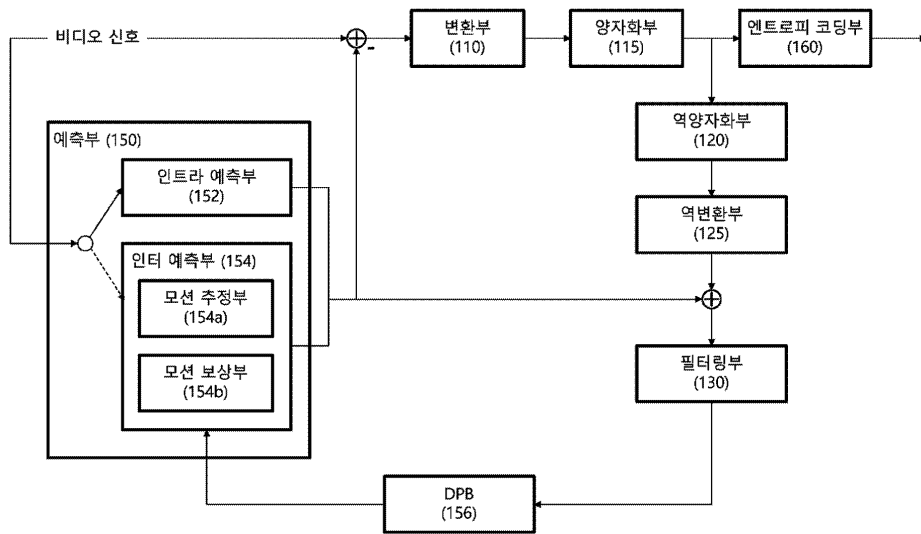 비디오 신호
-
변환부
(110)
양자화부
(115)
엔트로피 코딩부
(160)
역양자화부
(120)
예측부 (150)
인트라 예측부
(152)
역변환부
(125)
인터 예측부 (154)
모션 추정부
(154a)
모션 보상부
(154b)
필터링부
(130)
DPB
(156)